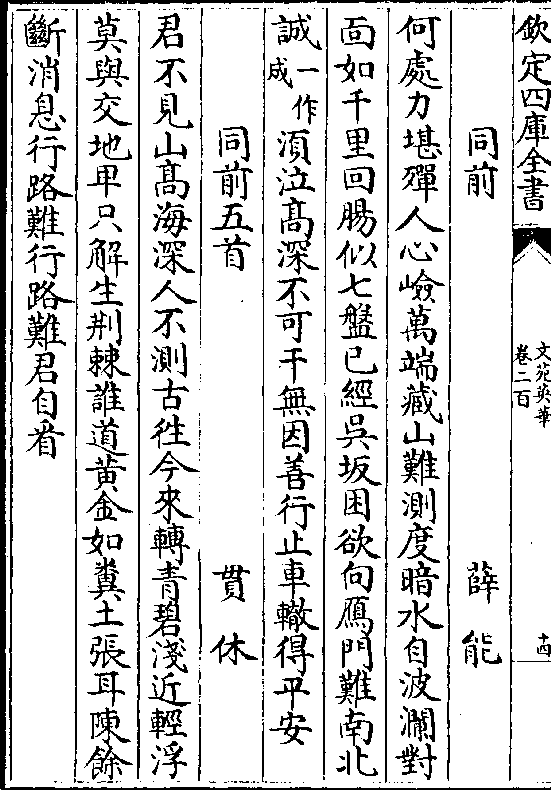 欽定四庫全書
文苑英華
卷二百
十四
同前 薛能
何處力堪殫人心嶮萬端藏山難測度暗水自波瀾對
面如千里回腸似七盤已經吳坂困欲向鴈門難南北
誠一作成須泣高深不可干無因善行止車轍得平安
同前五首 貫休
君不見山高海深人不測古往今來轉青碧淺近輕浮
莫與交地卑只解生荆棘誰道黄金如糞土張耳陳餘
斷消息行路難行路難君自看